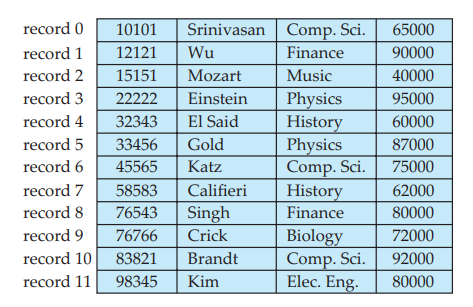 record 0 10101 Srinivasan Comp. Sci. 65000
record 1 12121 Wu Finance 90000
record 2 15151 Mozart Music 40000
record 3 22222 Einstein Physics 95000
record 4 32343 El Said History 60000
record 5 33456 Gold Physics 87000
record 6 45565 Katz Comp. Sci. 75000
record 7 58583 Califieri History 62000
record 8 76543 Singh Finance 80000
record 9 76766 Crick Biology 72000
record 10 83821 Brandt Comp. Sci. 92000
record 11 98345 Kim Elec. Eng. 80000